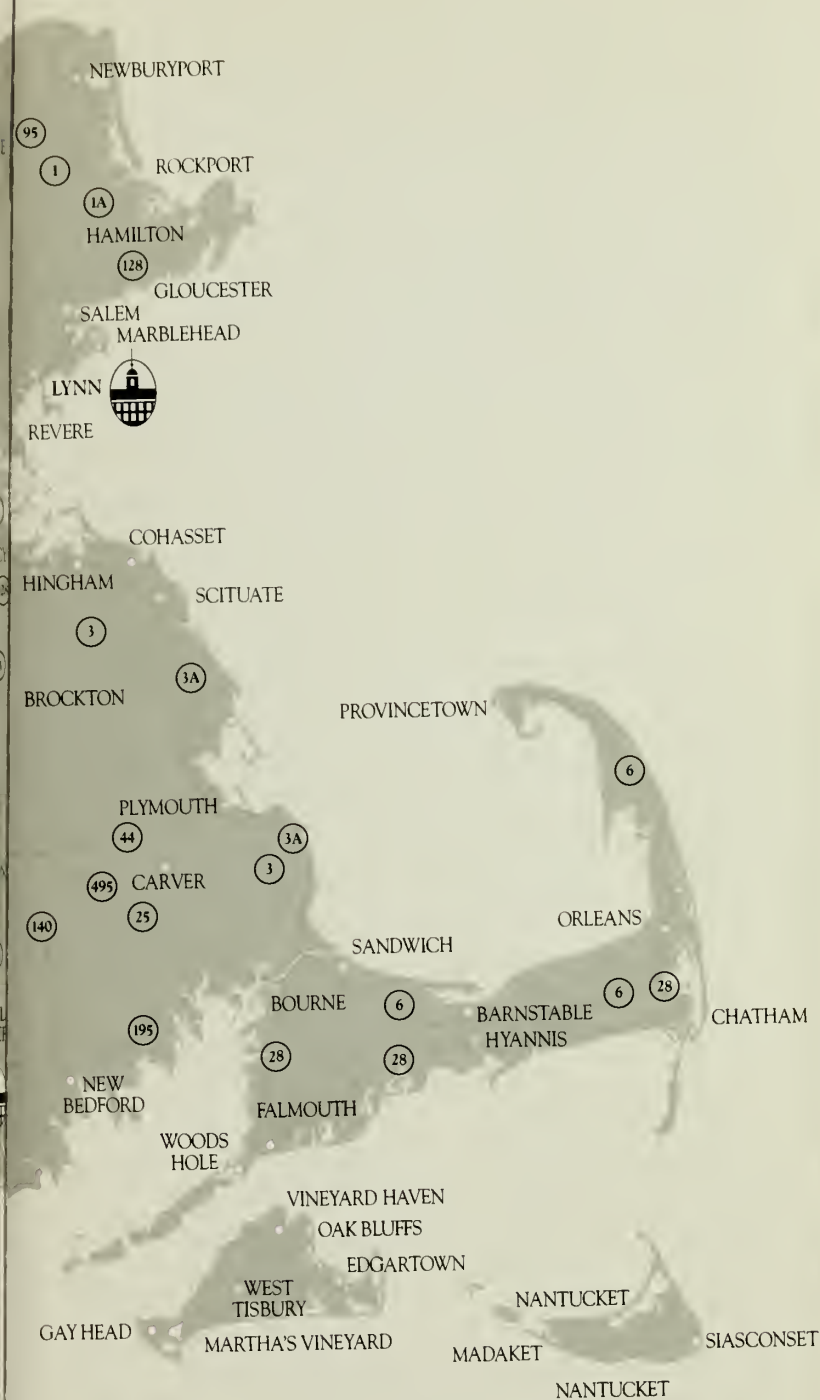 NEWBURYPORT
95
1
ROCKPORT
1A
HAMILTON
128
GLOUCESTER
SALEM
MARBLEHEAD
LYNN
REVERE
COHASSET
HINGHAM
SCITUATE
3
3A
BROCKTON
PROVINCETOWN
6
PLYMOUTH
44
3A
3
495
CARVER
25
140
ORLEANS
SANDWICH
BOURNE
6
6
28
BARNSTABLE
CHATHAM
195
HYANNIS
28
28
NEW
BEDFORD
FALMOUTH
WOODS
HOLE
VINEYARD HAVEN
OAK BLUFFS
EDGARTOWN
WEST
TISBURY
NANTUCKET
GAY HEAD
MARTHA'S VINEYARD
MADAKET
SIASCONSET
NANTUCKET